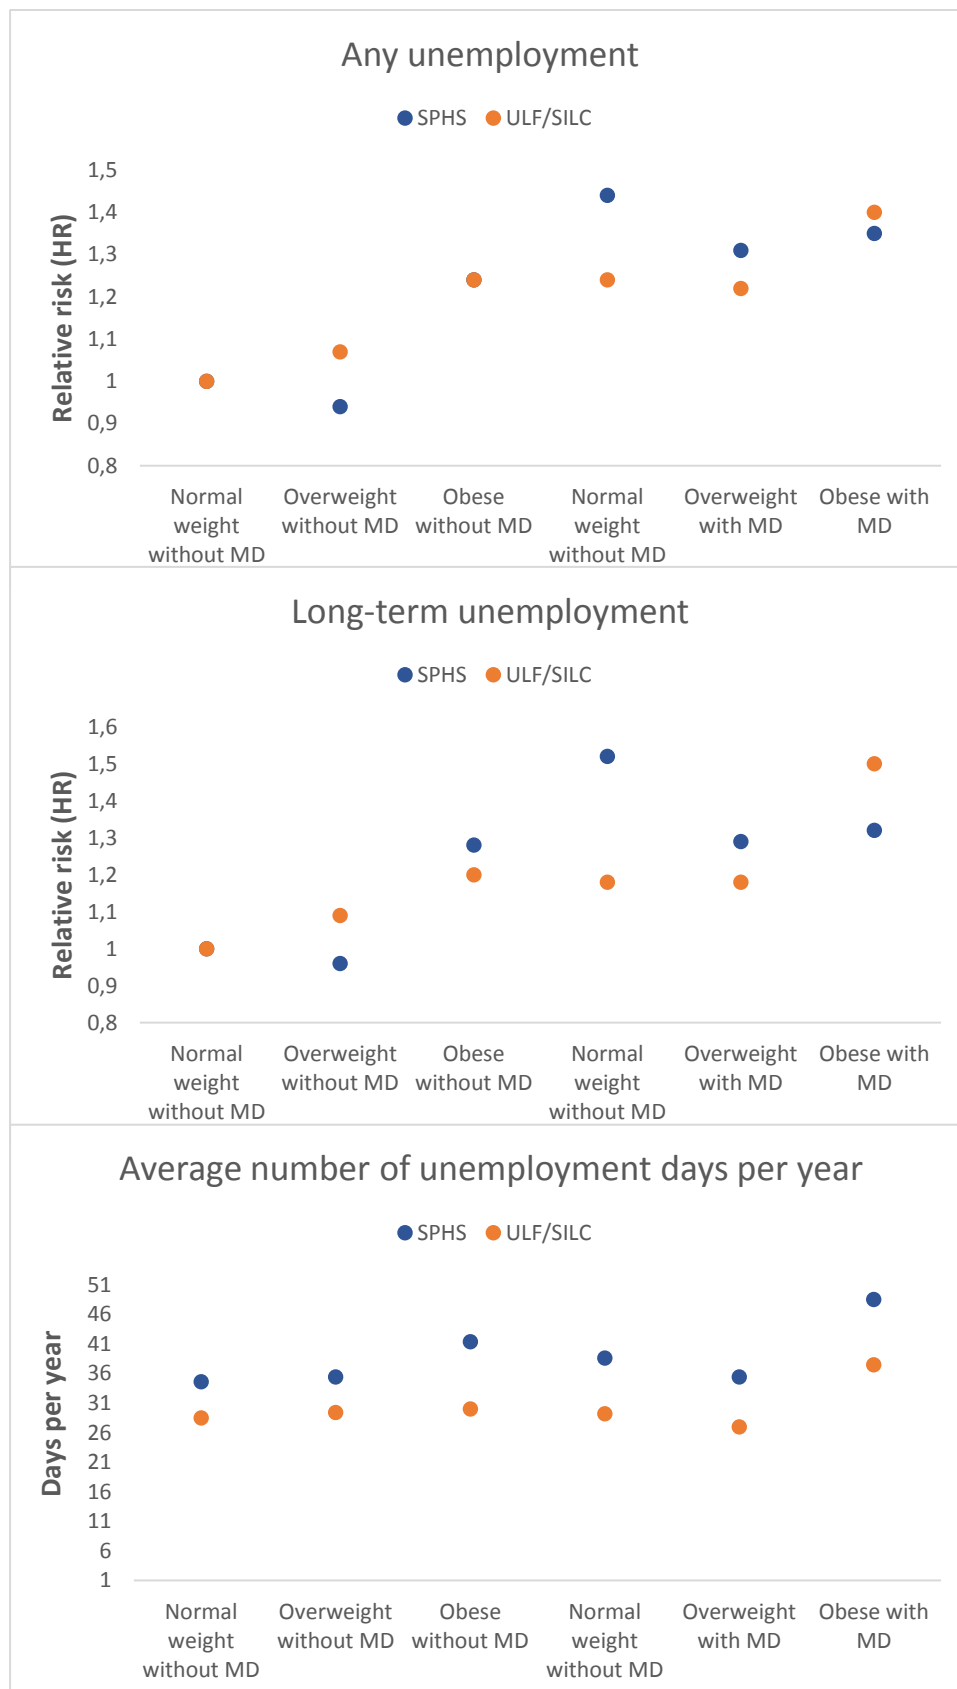 Any unemployment
SPHS ULF/SILC
1,5
1,4
1,3
1,2
1,1
1
0,9
0,8
Relative risk (HR)
Normal weight without MD
Overweight without MD
Obese without MD
Normal weight without MD
Overweight with MD
Obese with MD
Long-term unemployment
SPHS ULF/SILC
1,6
1,5
1,4
1,3
1,2
1,1
1
0,9
0,8
Relative risk (HR)
Normal weight without MD
Overweight without MD
Obese without MD
Normal weight without MD
Overweight with MD
Obese with MD
Average number of unemployment days per year
SPHS ULF/SILC
51
46
41
36
31
26
21
16
11
6
1
Days per year
Normal weight without MD
Overweight without MD
Obese without MD
Normal weight without MD
Overweight with MD
Obese with MD